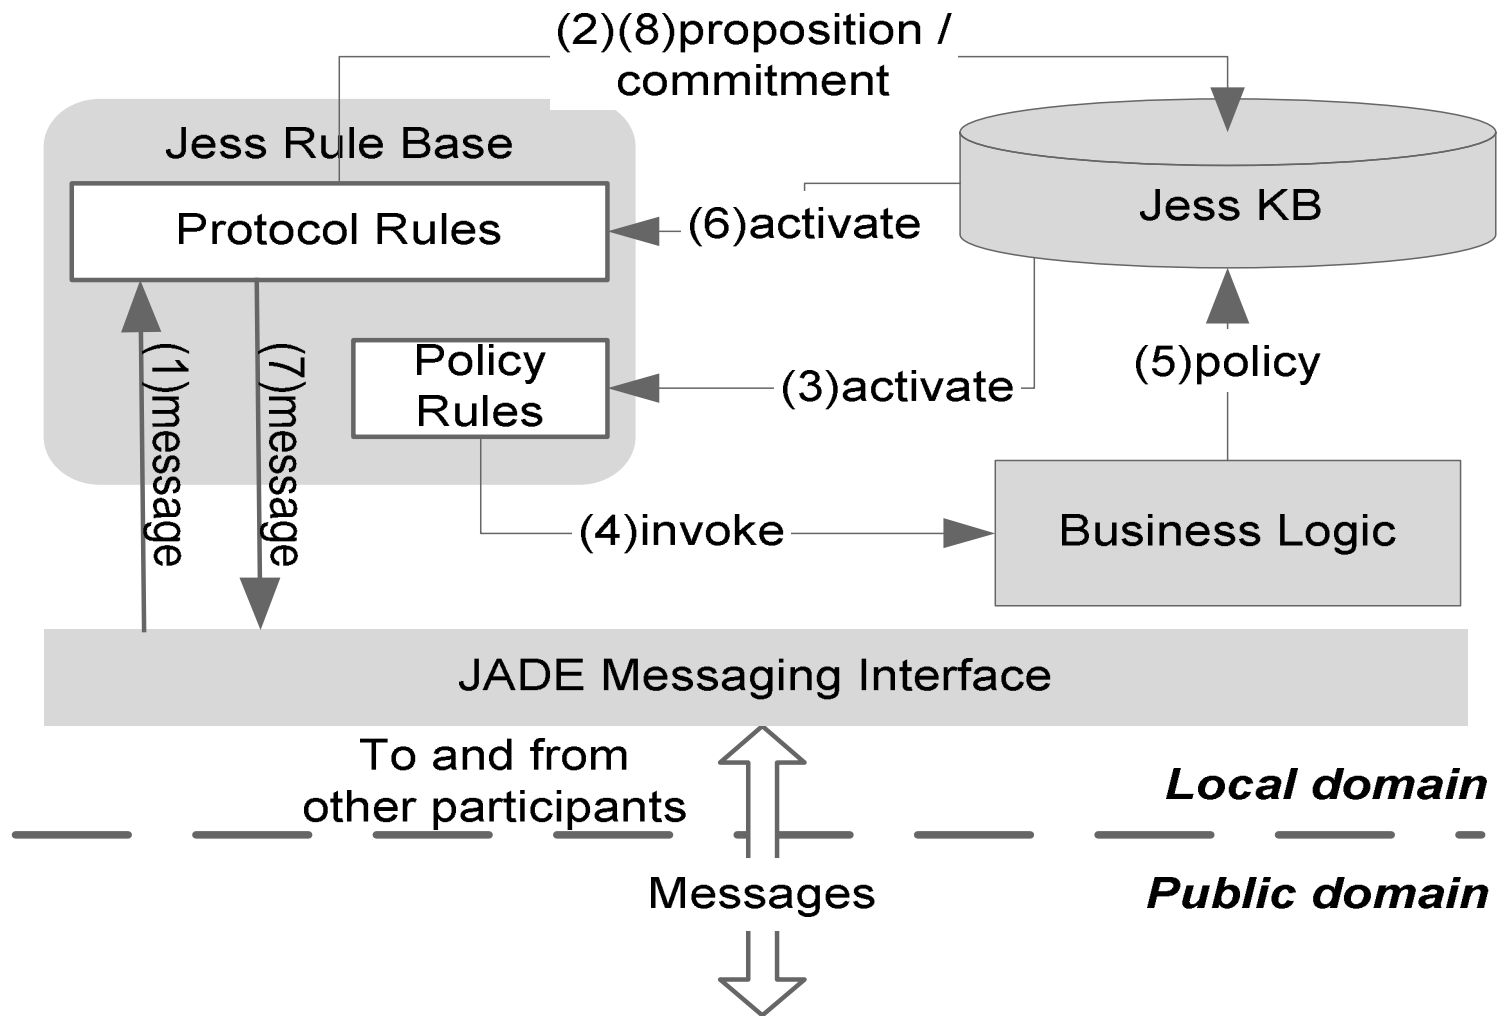 (2)(8)proposition /
commitment
Jess Rule Base
Protocol Rules
(6)activate
Jess KB
(1)message
(7)message
Policy
Rules
(3)activate
(5)policy
(4)invoke
Business Logic
JADE Messaging Interface
To and from
other participants
Local domain
Messages
Public domain